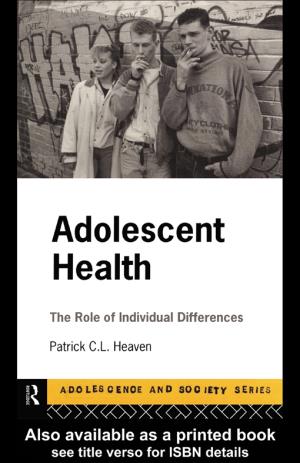 Adolescent
Health
The Role of Individual Differences
Patrick C.L. Heaven
ADOLESCENCE AND SOCIETY SERIES
Also available as a printed book
see title verso for ISBN details